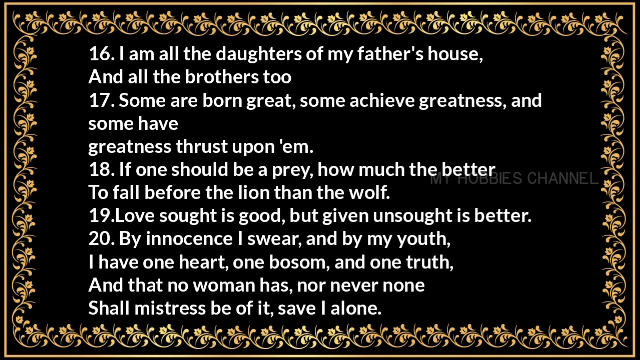 16. I am all the daughters of my father's house,
And all the brothers too
17. Some are born great, some achieve greatness, and
some have
greatness thrust upon 'em.
18. If one should be a prey, how much the better
MY HOBBIES CHANNEL
To fall before the lion than the wolf.
19.Love sought is good, but given unsought is better.
20. By innocence I swear, and by my youth,
I have one heart, one bosom, and one truth,
And that no woman has, nor never none
Shall mistress be of it, save I alone.